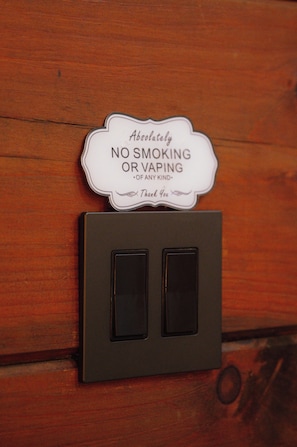 Absolutely
NO SMOKING
OR VAPING
•OF ANY KIND•
Thank You